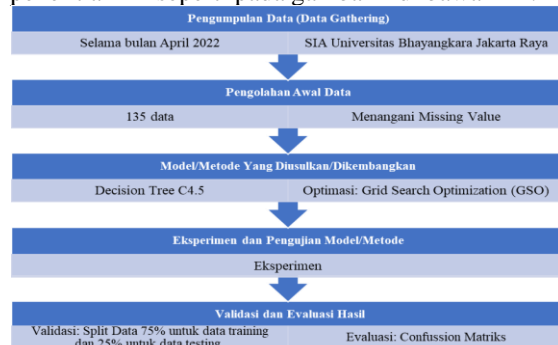 Pengumpulan Data (Data Gathering)
Selama bulan April 2022 SIA Universitas Bhayangkara Jakarta Raya
Pengolahan Awal Data
135 data Menangani Missing Value
Model/Metode Yang Diusulkan/Dikembangkan
Decision Tree C4.5 Optimasi: Grid Search Optimization (GSO)
Eksperimen dan Pengujian Model/Metode
Eksperimen
Validasi dan Evaluasi Hasil
Validasi: Split Data 75% untuk data training
dan 25% untuk data testing Evaluasi: Confussion Matriks